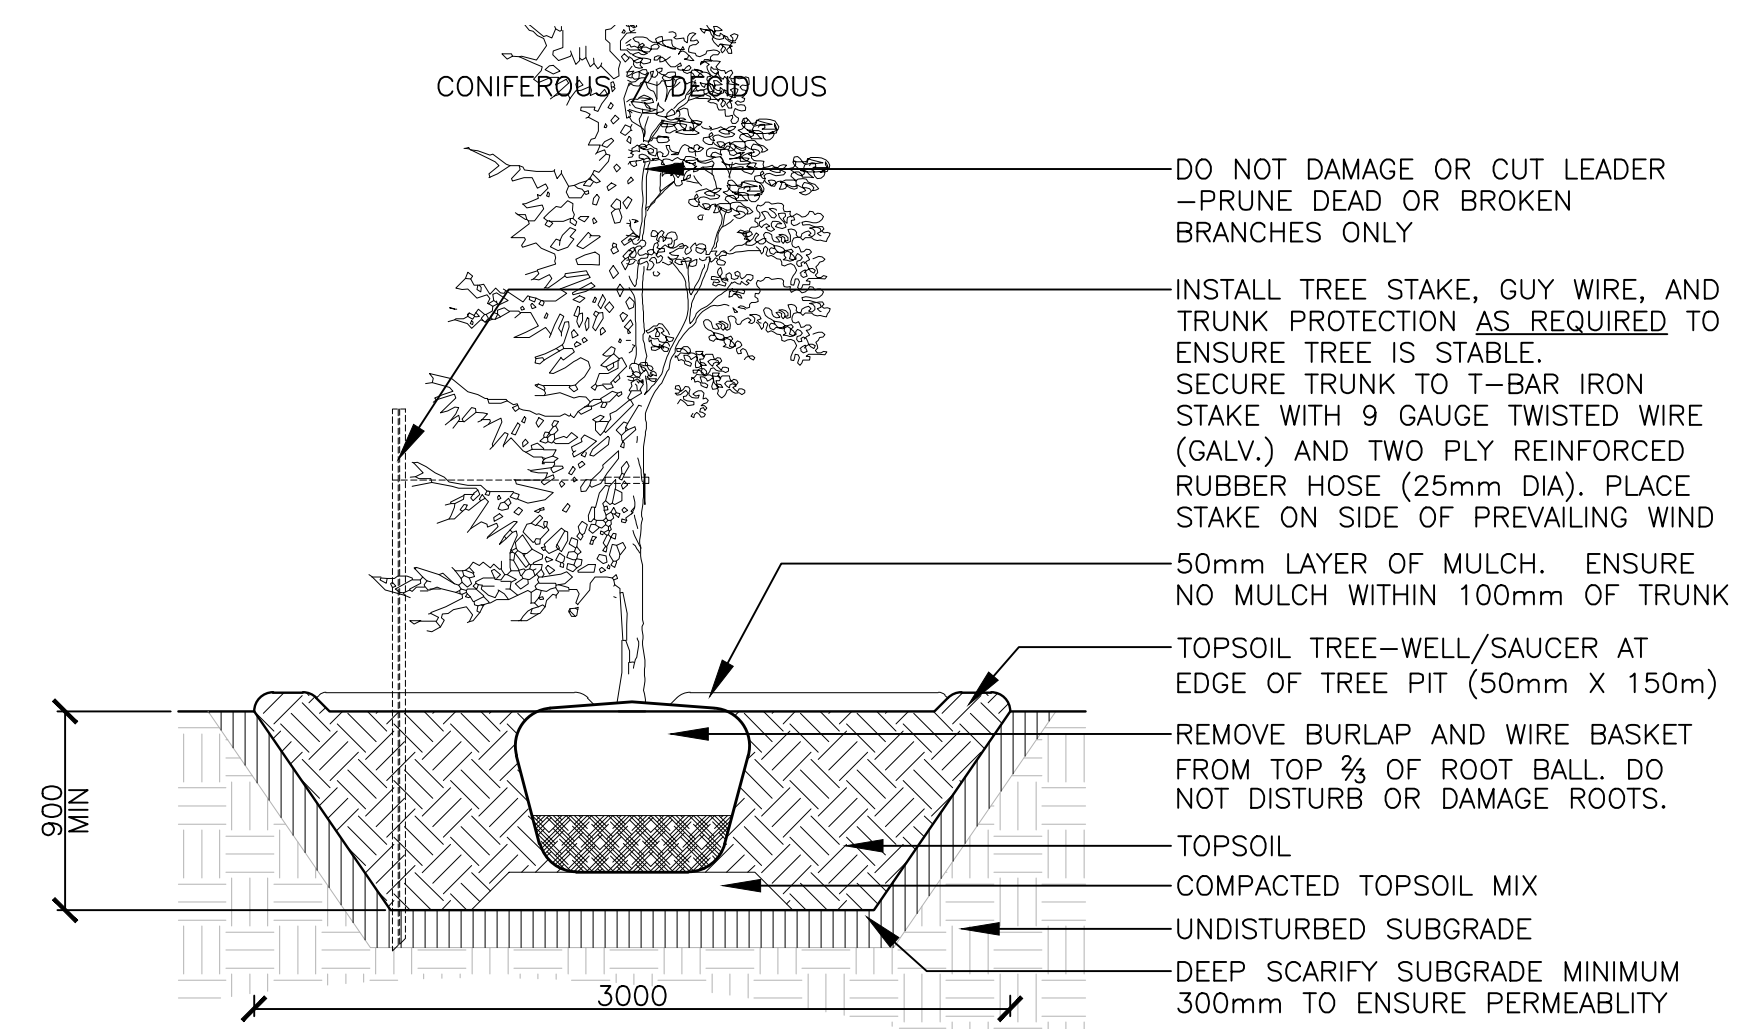 CONIFEROUS / DECIDUOUS
DO NOT DAMAGE OR CUT LEADER
-PRUNE DEAD OR BROKEN
BRANCHES ONLY
INSTALL TREE STAKE, GUY WIRE, AND
TRUNK PROTECTION AS REQUIRED TO
ENSURE TREE IS STABLE.
SECURE TRUNK TO T-BAR IRON
STAKE WITH 9 GAUGE TWISTED WIRE
(GALV.) AND TWO PLY REINFORCED
RUBBER HOSE (25mm DIA). PLACE
STAKE ON SIDE OF PREVAILING WIND
50mm LAYER OF MULCH. ENSURE
NO MULCH WITHIN 100mm OF TRUNK
TOPSOIL TREE-WELL/SAUCER AT
EDGE OF TREE PIT (50mm X 150m)
REMOVE BURLAP AND WIRE BASKET
FROM TOP ⅔ OF ROOT BALL. DO
NOT DISTURB OR DAMAGE ROOTS.
TOPSOIL
COMPACTED TOPSOIL MIX
UNDISTURBED SUBGRADE
DEEP SCARIFY SUBGRADE MINIMUM
300mm TO ENSURE PERMEABLITY
900
MIN
3000